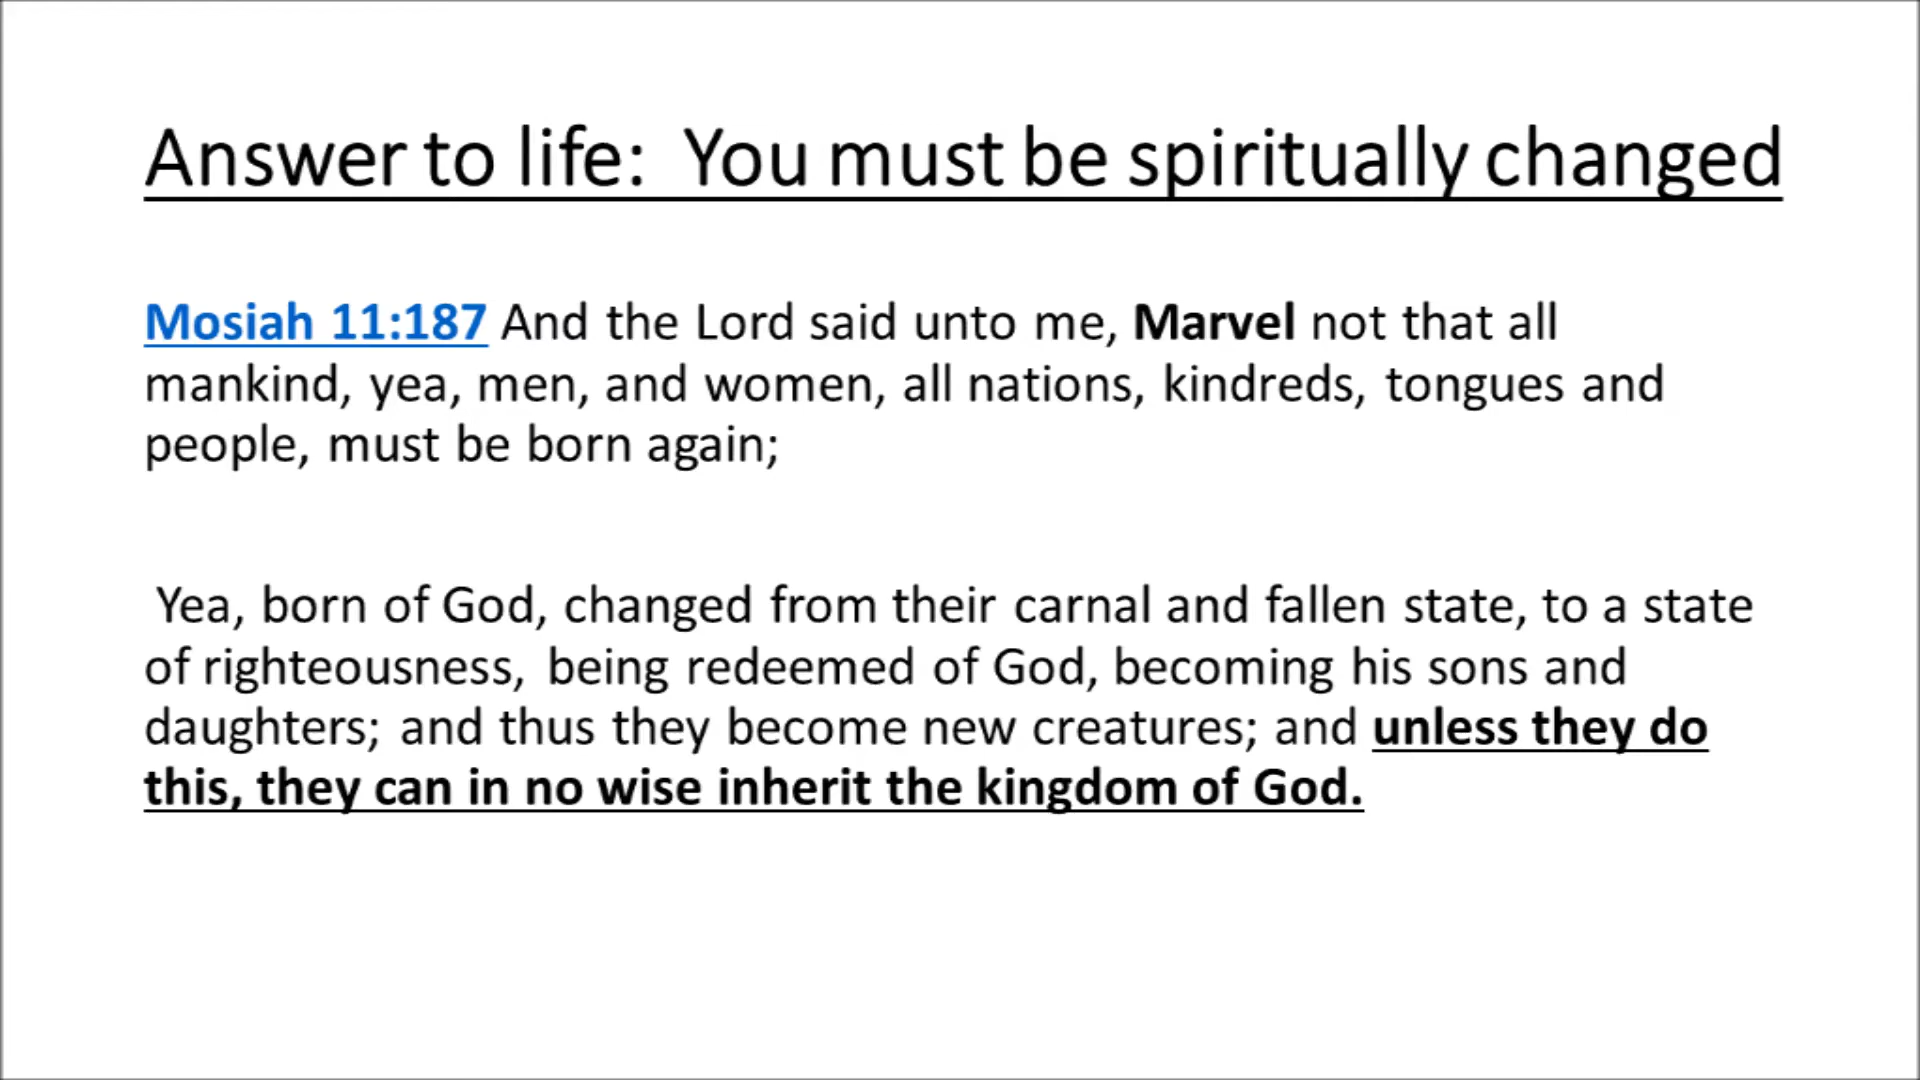 Answer to life:  You must be spiritually changed
Mosiah 11:187 And the Lord said unto me, Marvel not that all
mankind, yea, men, and women, all nations, kindreds, tongues and
people, must be born again;
Yea, born of God, changed from their carnal and fallen state, to a state
of righteousness, being redeemed of God, becoming his sons and
daughters; and thus they become new creatures; and unless they do
this, they can in no wise inherit the kingdom of God.